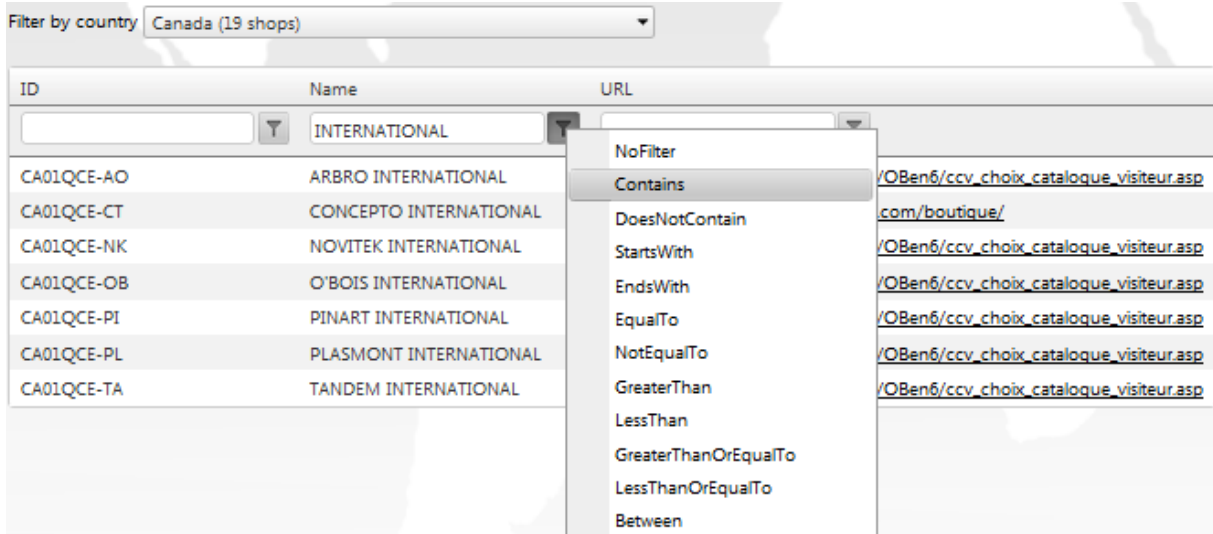 Filter by country Canada (19 shops)
ID Name URL
INTERNATIONAL
NoFilter
CA01QCE-AO ARBRO INTERNATIONAL Contains /OBen6/ccv_choix_catalogue_visiteur.asp
CA01QCE-CT CONCEPTO INTERNATIONAL DoesNotContain .com/boutique/
CA01QCE-NK NOVITEK INTERNATIONAL StartsWith /OBen6/ccv_choix_catalogue_visiteur.asp
CA01QCE-OB O'BOIS INTERNATIONAL EndsWith /OBen6/ccv_choix_catalogue_visiteur.asp
CA01QCE-PI PINART INTERNATIONAL EqualTo /OBen6/ccv_choix_catalogue_visiteur.asp
CA01QCE-PL PLASMONT INTERNATIONAL NotEqualTo /OBen6/ccv_choix_catalogue_visiteur.asp
CA01QCE-TA TANDEM INTERNATIONAL GreaterThan /OBen6/ccv_choix_catalogue_visiteur.asp
LessThan
GreaterThanOrEqualTo
LessThanOrEqualTo
Between